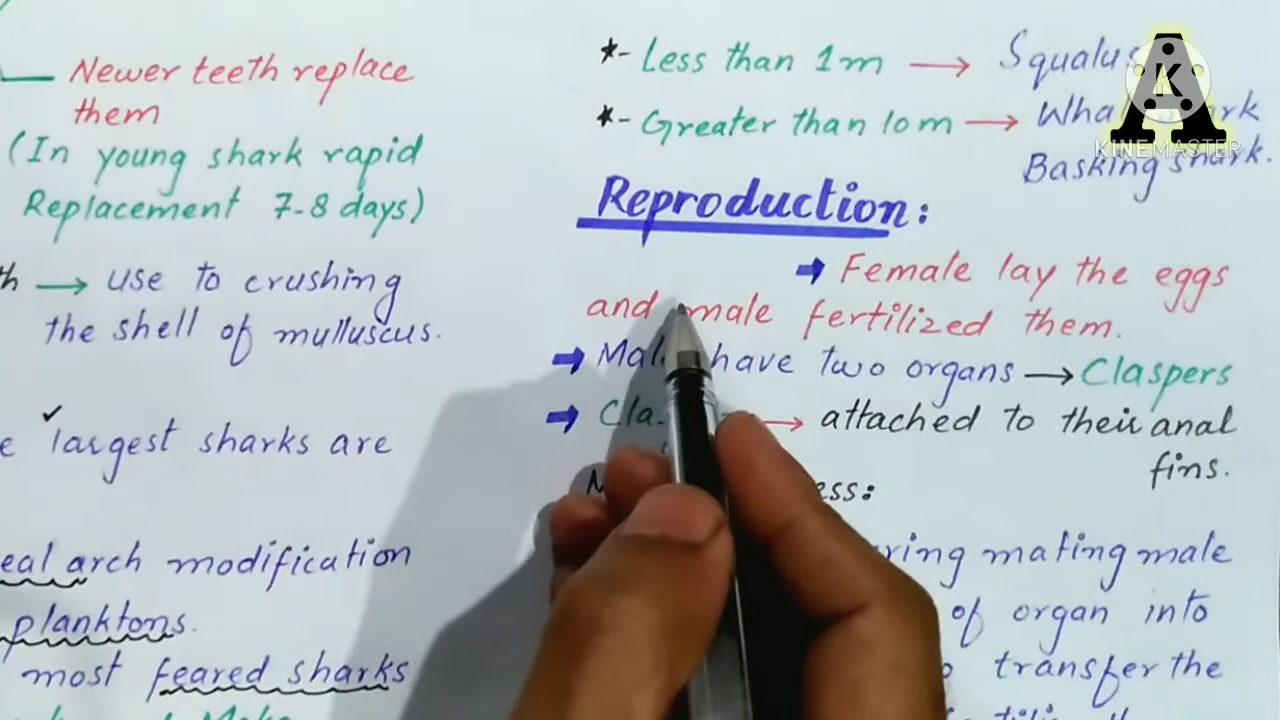 Newer teeth replace
them
(In young shark rapid
Replacement 7-8 days)
use to crushing
the shell of mulluscus.
largest sharks are
arch modification
planktons.
most feared sharks
*- Less than 1m → Squalus
*- Greater than 10m →
Basking shark.
Reproduction:
→ Female lay the eggs
and male fertilized them.
→ have two organs → Claspers
→ attached to their anal
fins.
mating male
of organ into
transfer the
A
K
KINEMASTER